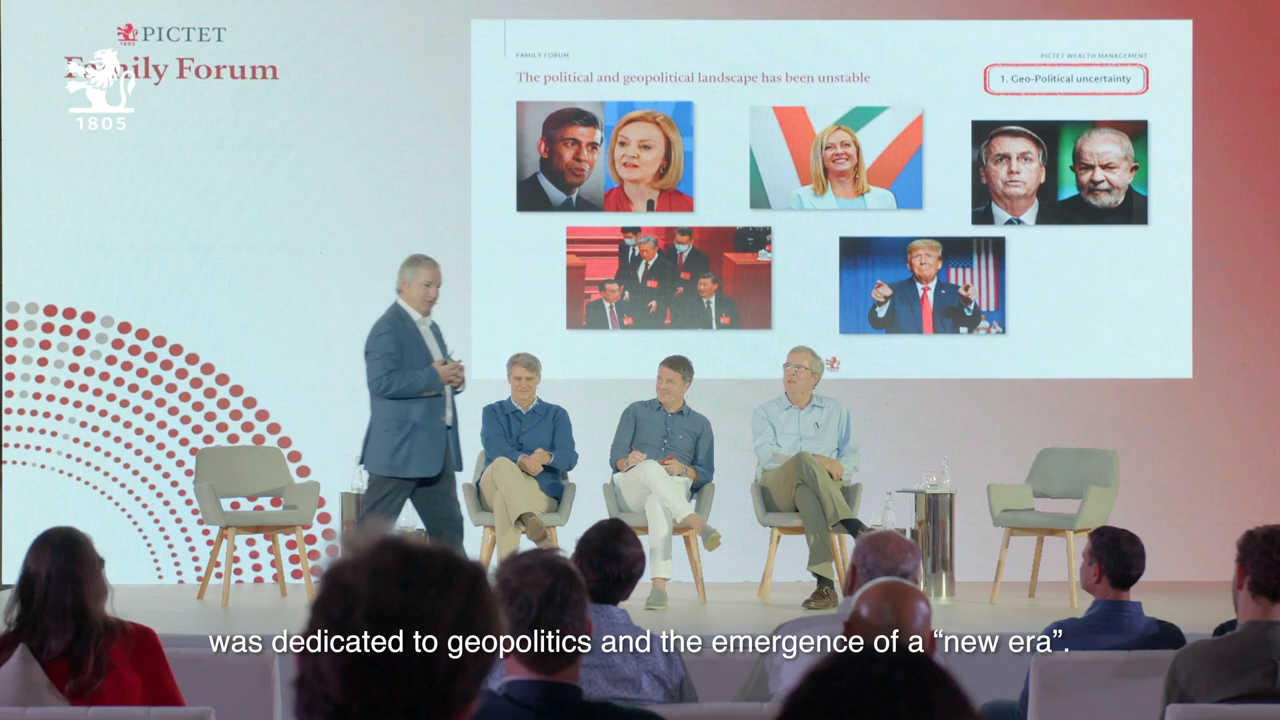 PICTET
1805
Family Forum
1805
FAMILY FORUM
PICTET WEALTH MANAGEMENT
The political and geopolitical landscape has been unstable
1. Geo-Political uncertainty
was dedicated to geopolitics and the emergence of a “new era”.